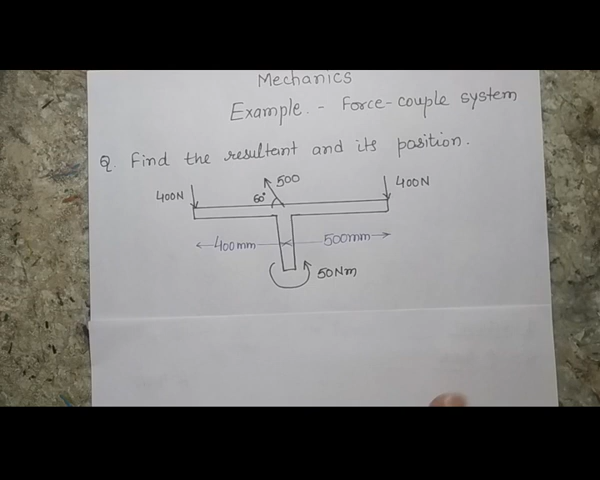 Mechanics
Example. - Force-couple system
Q. Find the resultant and its position.
400N
60°
500
400N
400mm
500mm
50Nm